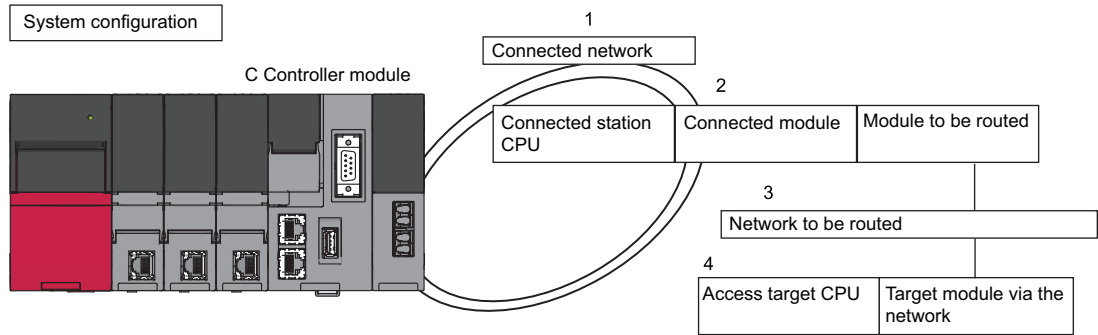 System configuration
1
Connected network
C Controller module
2
Connected station
CPU
Connected module
Module to be routed
3
Network to be routed
4
Access target CPU
Target module via the
network